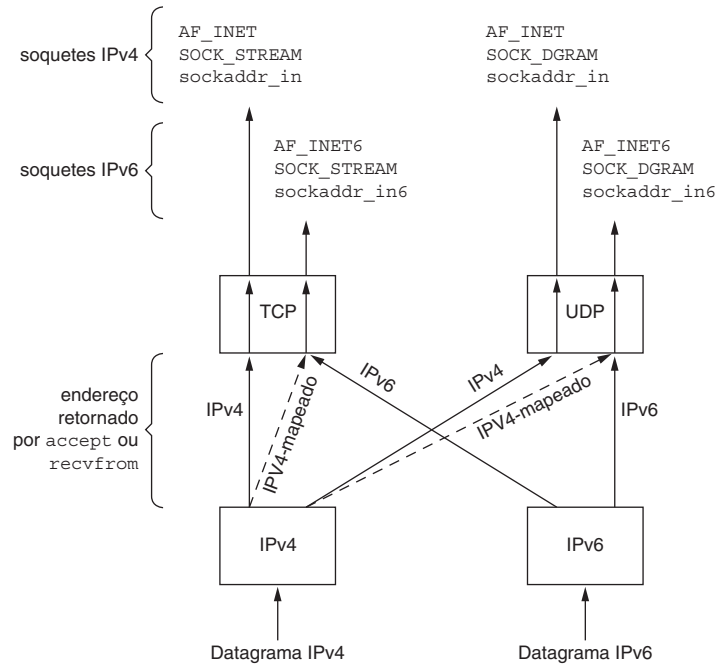 soquetes IPv4
AF_INET
SOCK_STREAM
sockaddr_in
AF_INET
SOCK_DGRAM
sockaddr_in
soquetes IPv6
AF_INET6
SOCK_STREAM
sockaddr_in6
AF_INET6
SOCK_DGRAM
sockaddr_in6
TCP
UDP
endereço
retornado
por accept ou
recvfrom
IPv4
IPV4-mapeado
IPv6
IPv4
IPV4-mapeado
IPv6
IPv4
IPv6
Datagrama IPv4
Datagrama IPv6